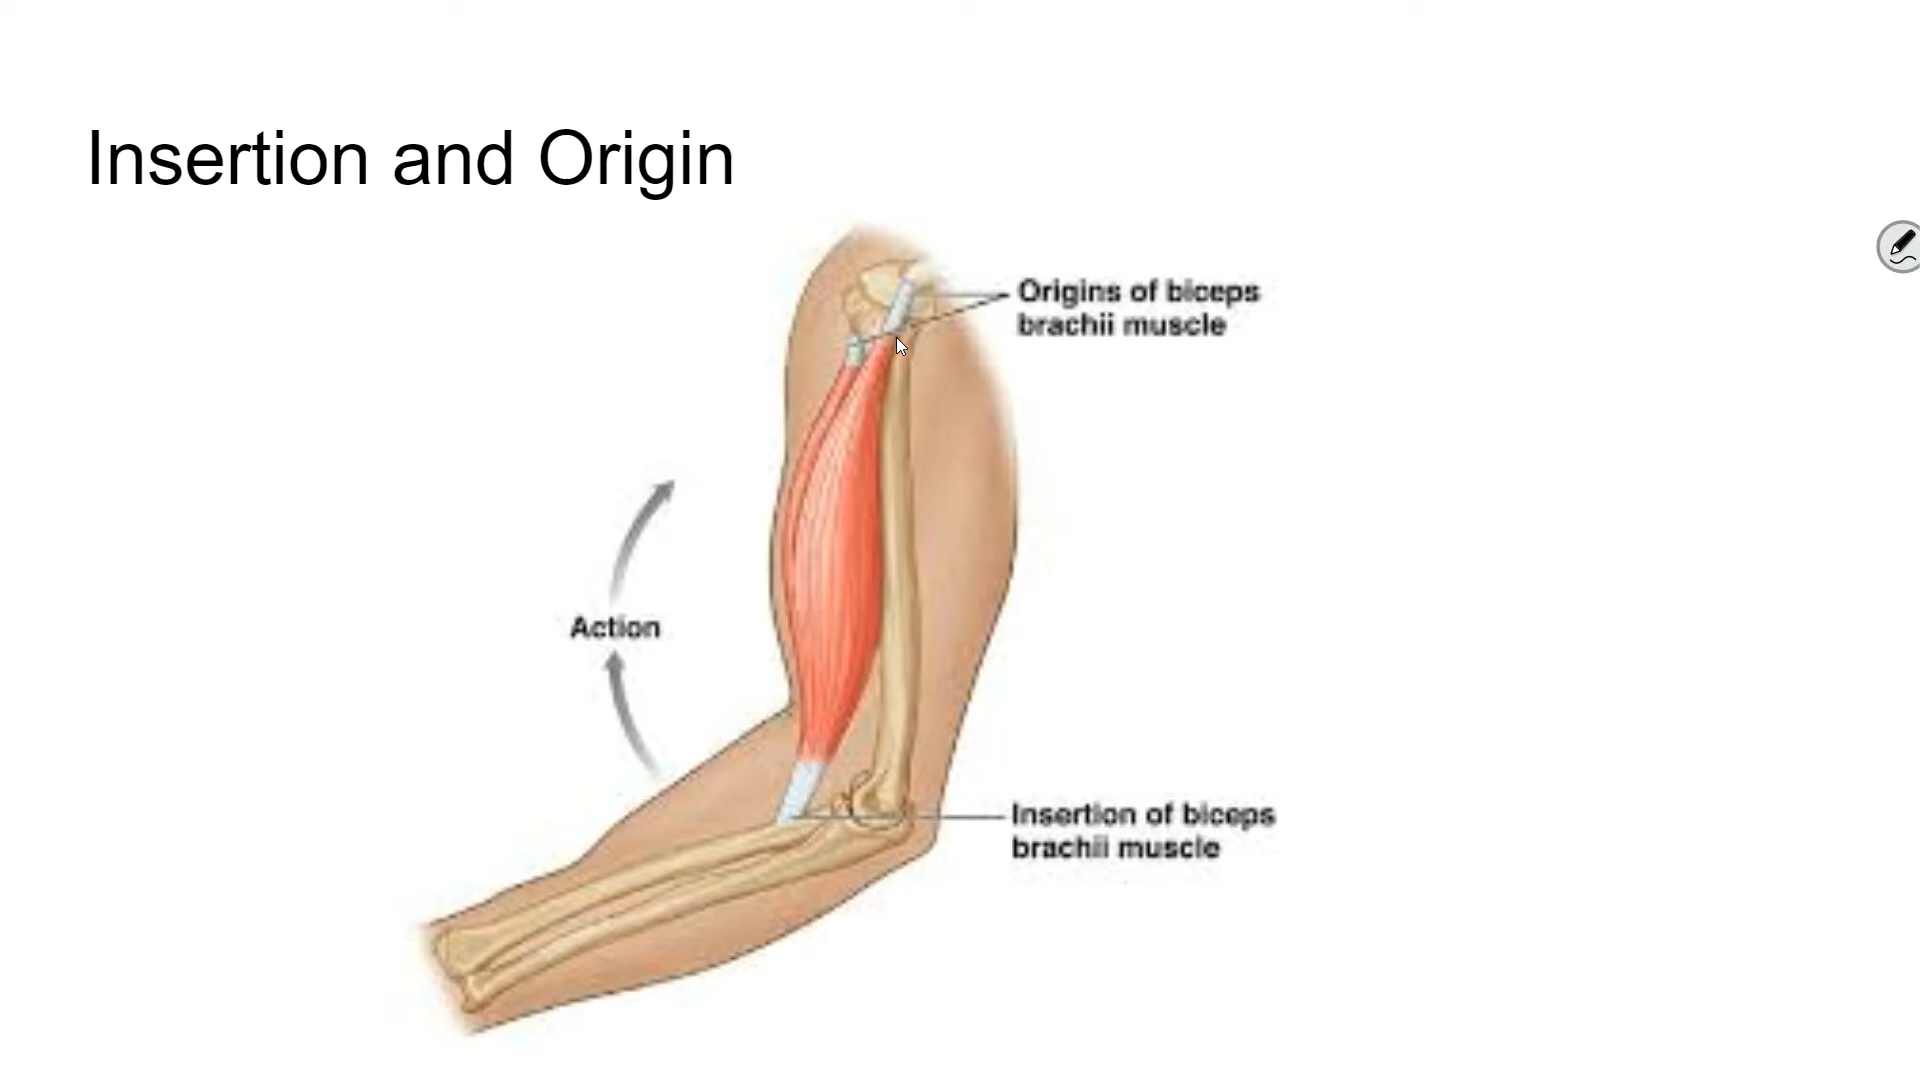 Insertion and Origin
Origins of biceps
brachii muscle
Action
Insertion of biceps
brachii muscle